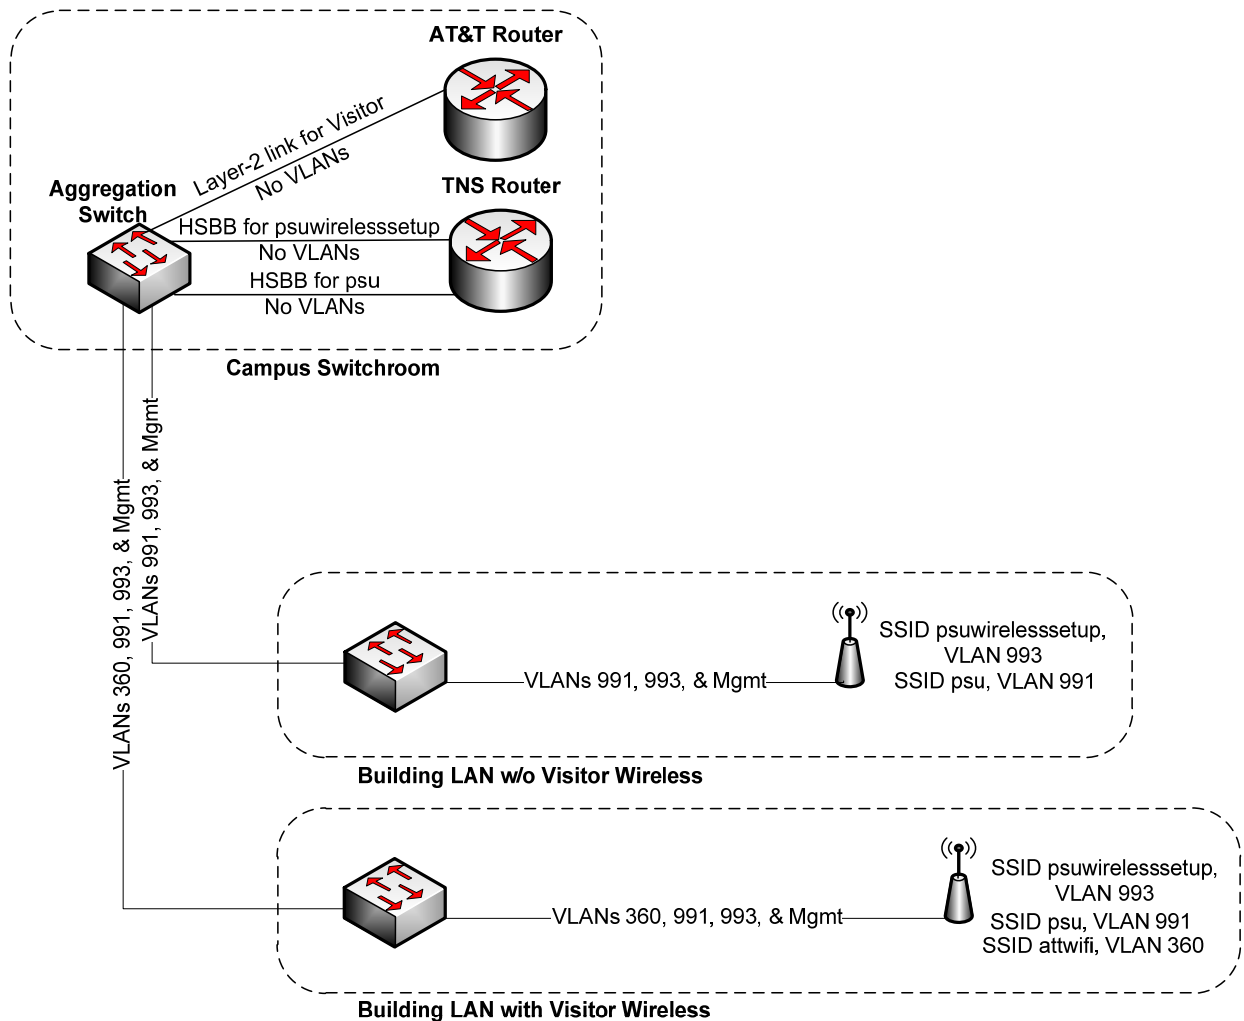 AT&T Router
Layer-2 link for Visitor
No VLANs
TNS Router
Aggregation
Switch
HSBB for psuwirelesssetup
No VLANs
HSBB for psu
No VLANs
Campus Switchroom
VLANs 360, 991, 993, & Mgmt
VLANs 991, 993, & Mgmt
SSID psuwirelesssetup,
VLAN 993
SSID psu, VLAN 991
VLANs 991, 993, & Mgmt
Building LAN w/o Visitor Wireless
SSID psuwirelesssetup,
VLAN 993
SSID psu, VLAN 991
SSID attwifi, VLAN 360
VLANs 360, 991, 993, & Mgmt
Building LAN with Visitor Wireless